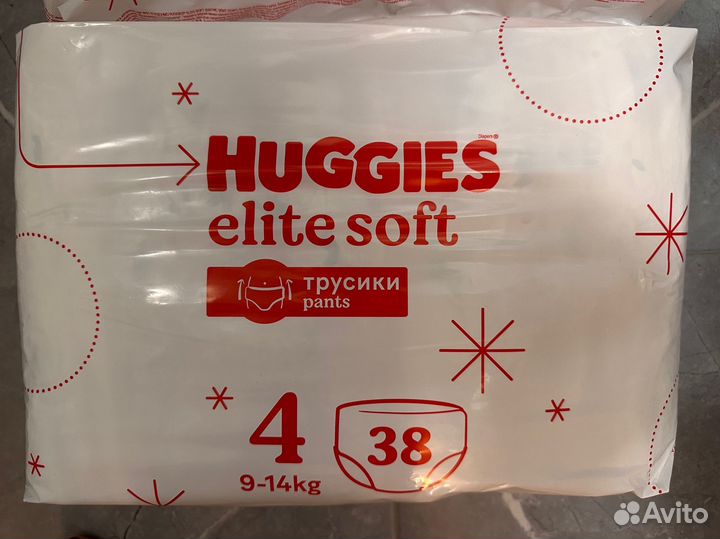 Diapers
HUGGIES
elite soft
трусики
pants
4
38
9-14kg
Avito